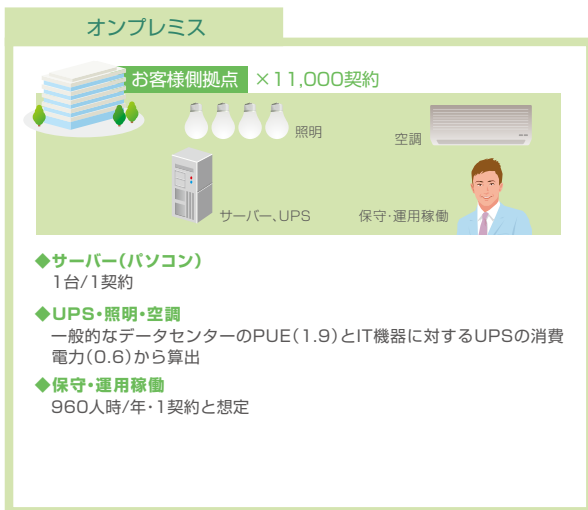 オンプレミス
お客様側拠点 ×11,000契約
照明
空調
サーバー、UPS
保守・運用稼働
◆サーバー（パソコン）
1台/1契約
◆UPS・照明・空調
一般的なデータセンターのPUE（1.9）とIT機器に対するUPSの消費
電力（0.6）から算出
◆保守・運用稼働
960人時/年・1契約と想定